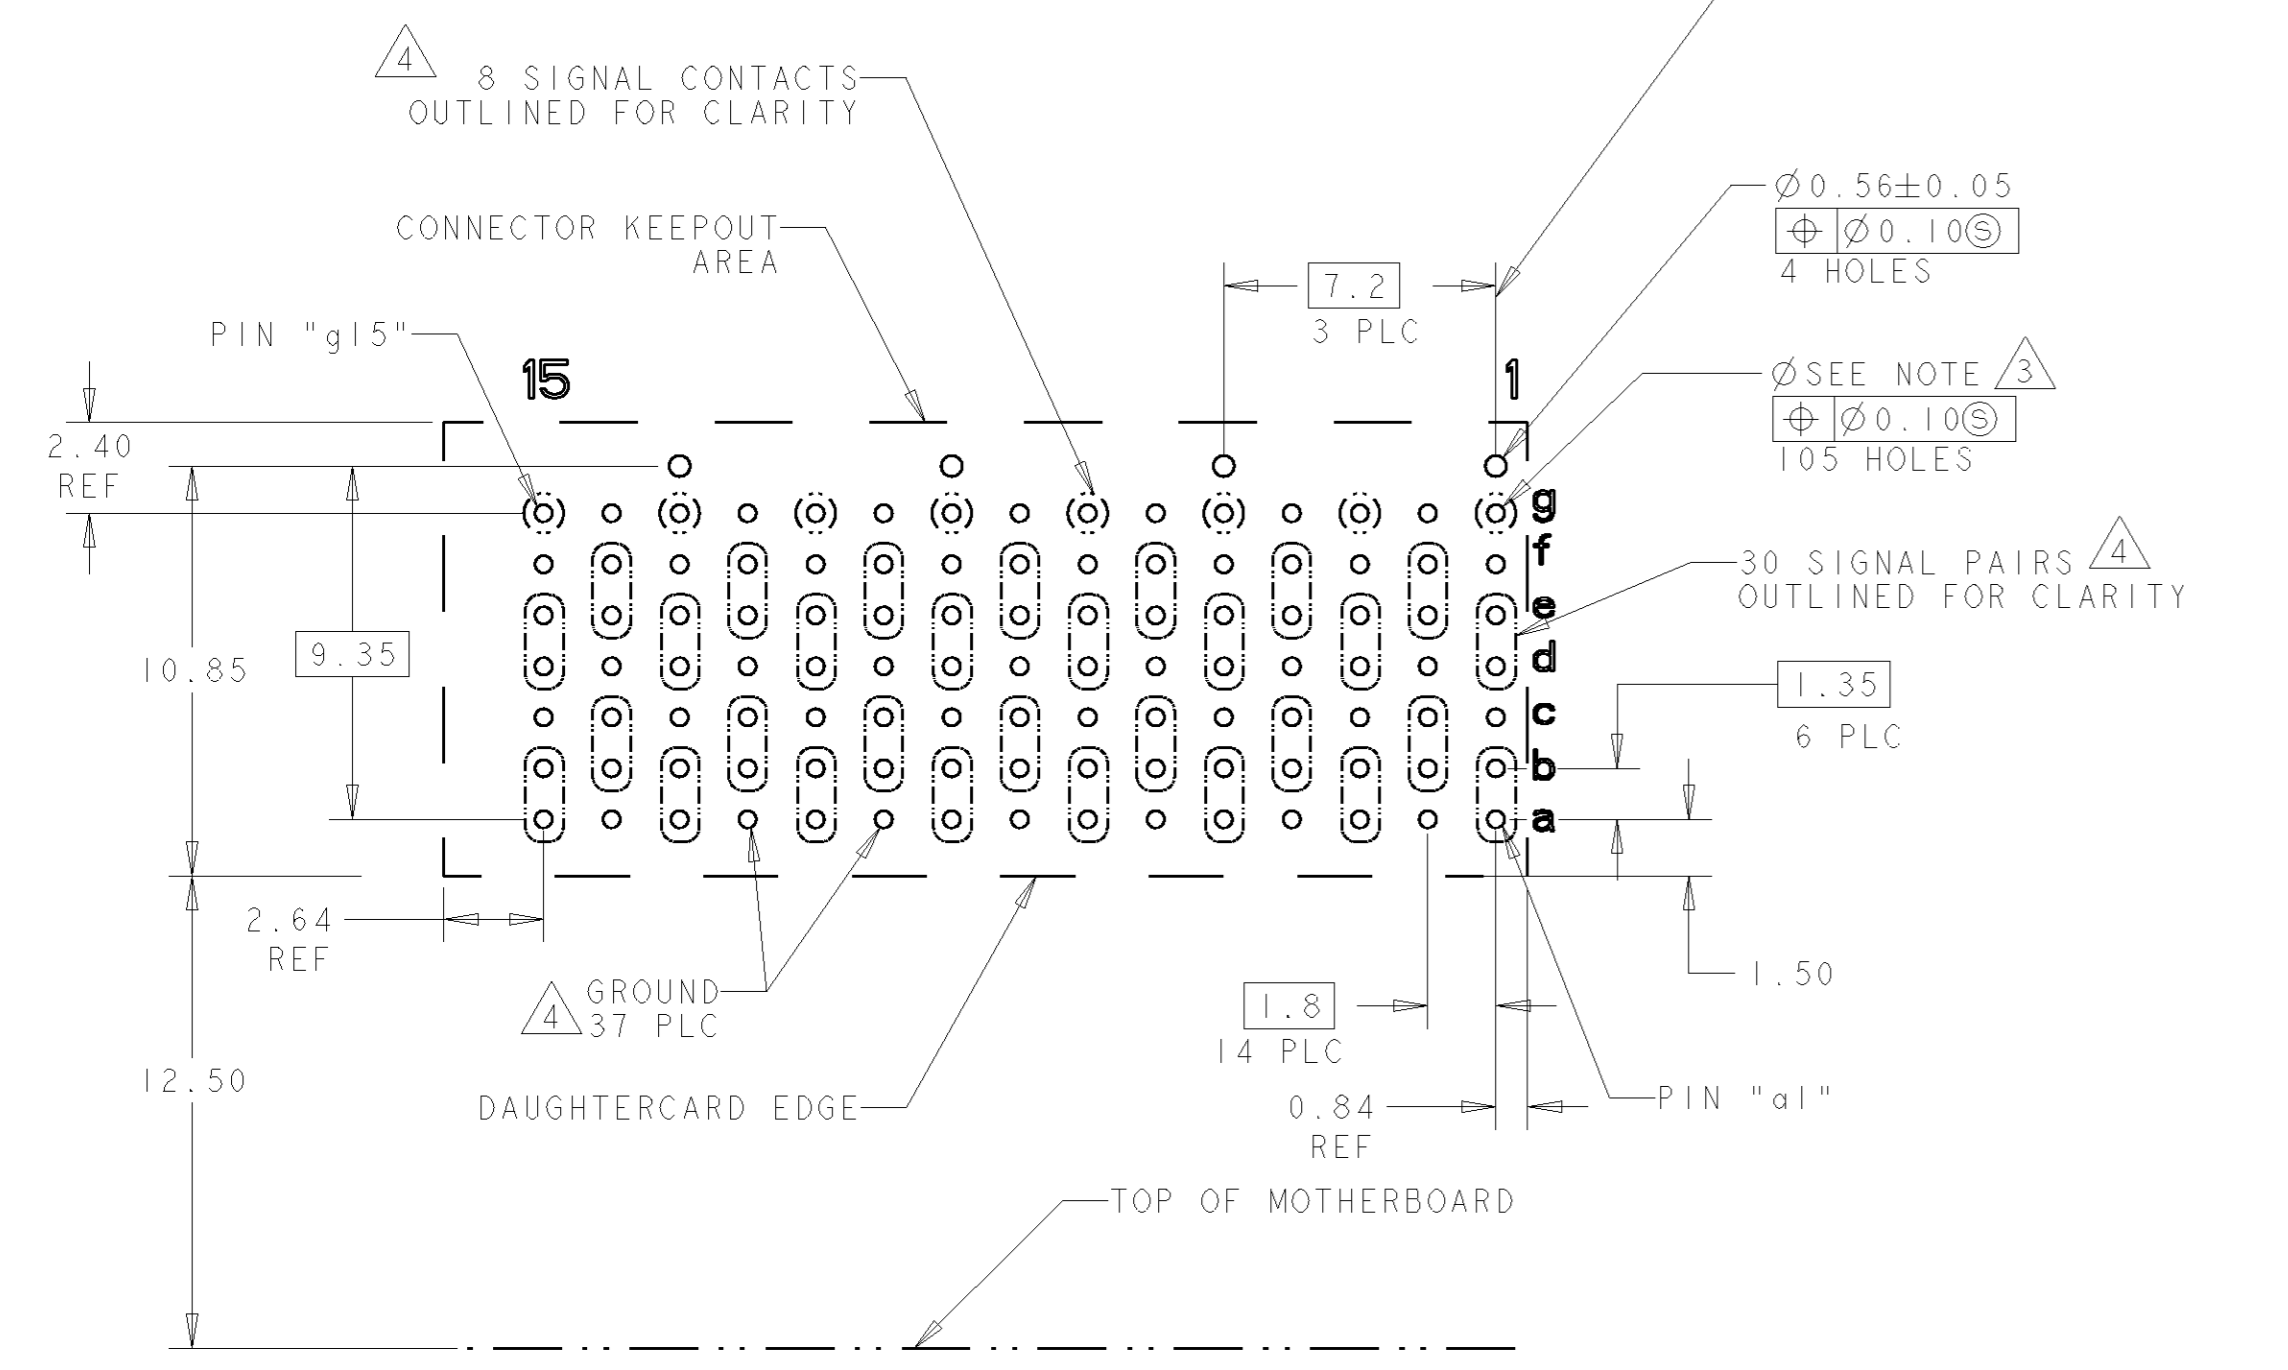 4
8 SIGNAL CONTACTS
OUTLINED FOR CLARITY
CONNECTOR KEEPOUT
AREA
PIN "g15"
15
1
7.2
3 PLC
Ø0.56±0.05
⌖ Ø0.10Ⓢ
4 HOLES
ØSEE NOTE 3
⌖ Ø0.10Ⓢ
105 HOLES
2.40
REF
g
f
e
d
c
b
a
30 SIGNAL PAIRS 4
OUTLINED FOR CLARITY
10.85
9.35
1.35
6 PLC
2.64
REF
4 GROUND
37 PLC
1.50
1.8
14 PLC
12.50
DAUGHTERCARD EDGE
0.84
REF
PIN "a1"
TOP OF MOTHERBOARD